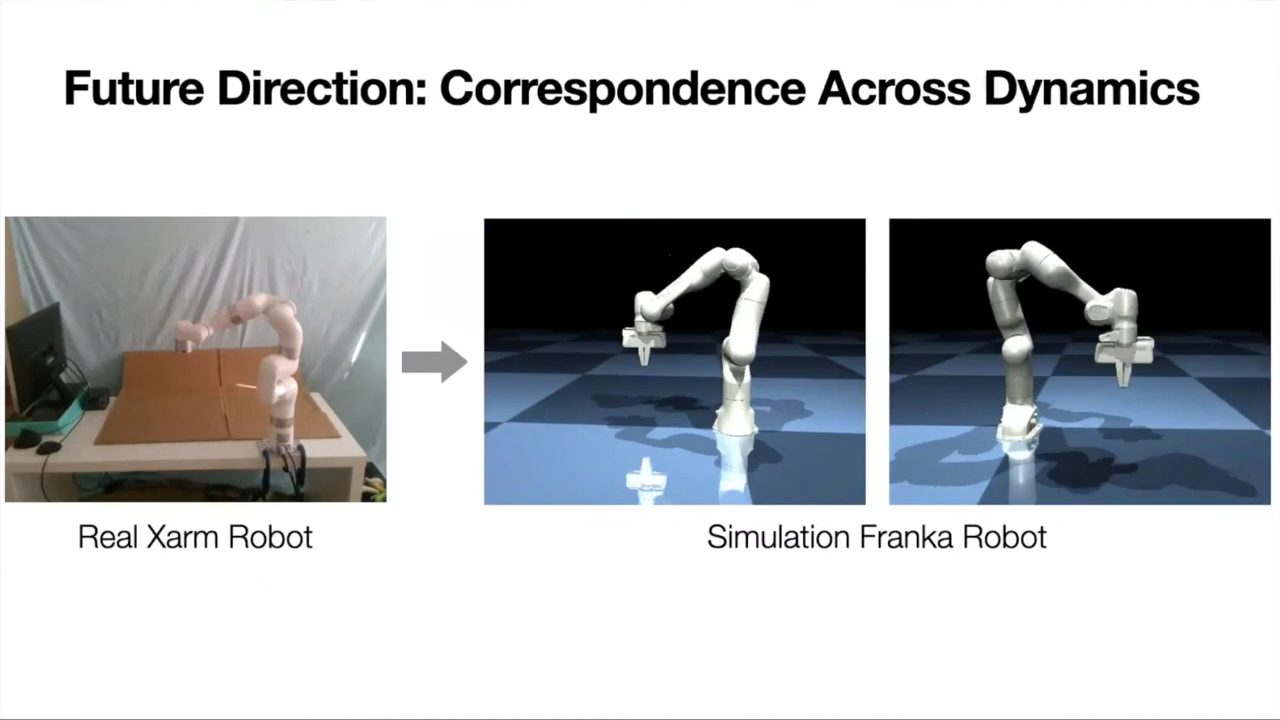 Future Direction: Correspondence Across Dynamics
Real Xarm Robot
Simulation Franka Robot